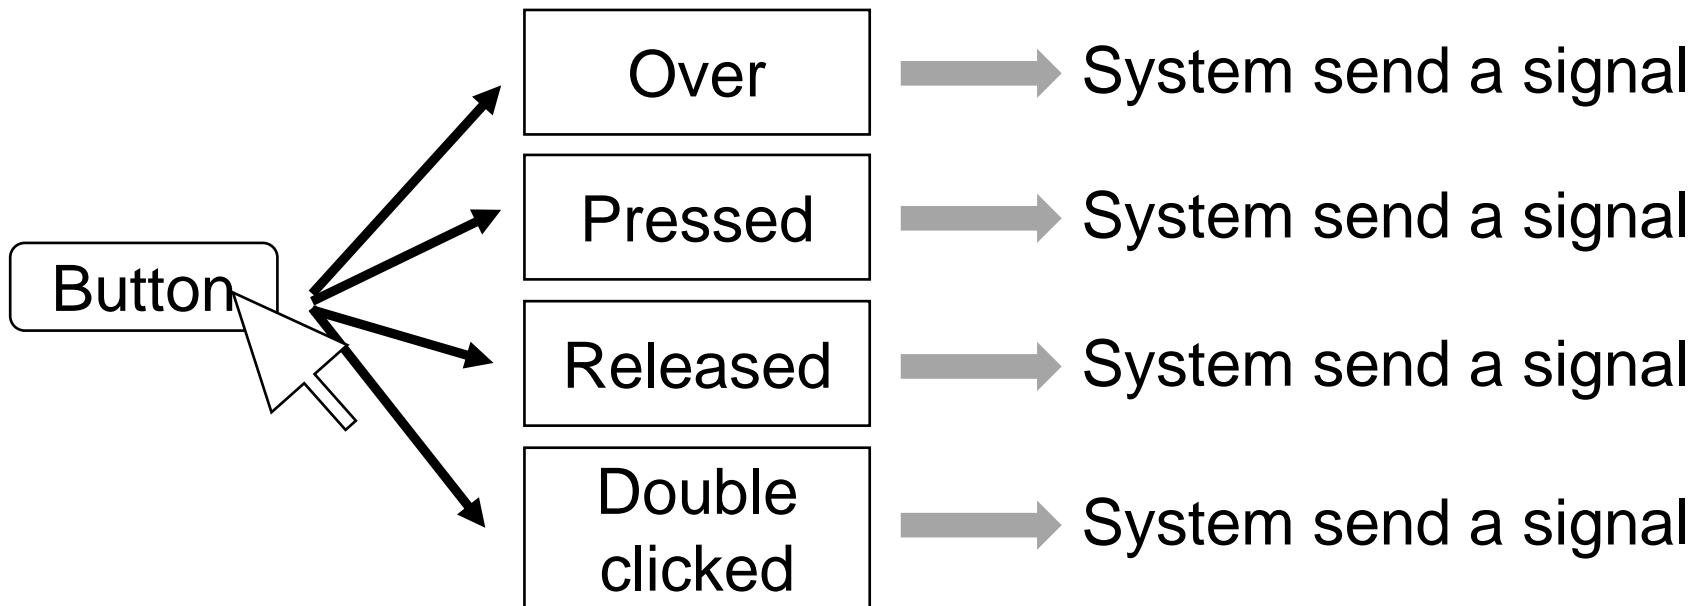 Over
System send a signal
Pressed
System send a signal
Button
Released
System send a signal
Double
clicked
System send a signal